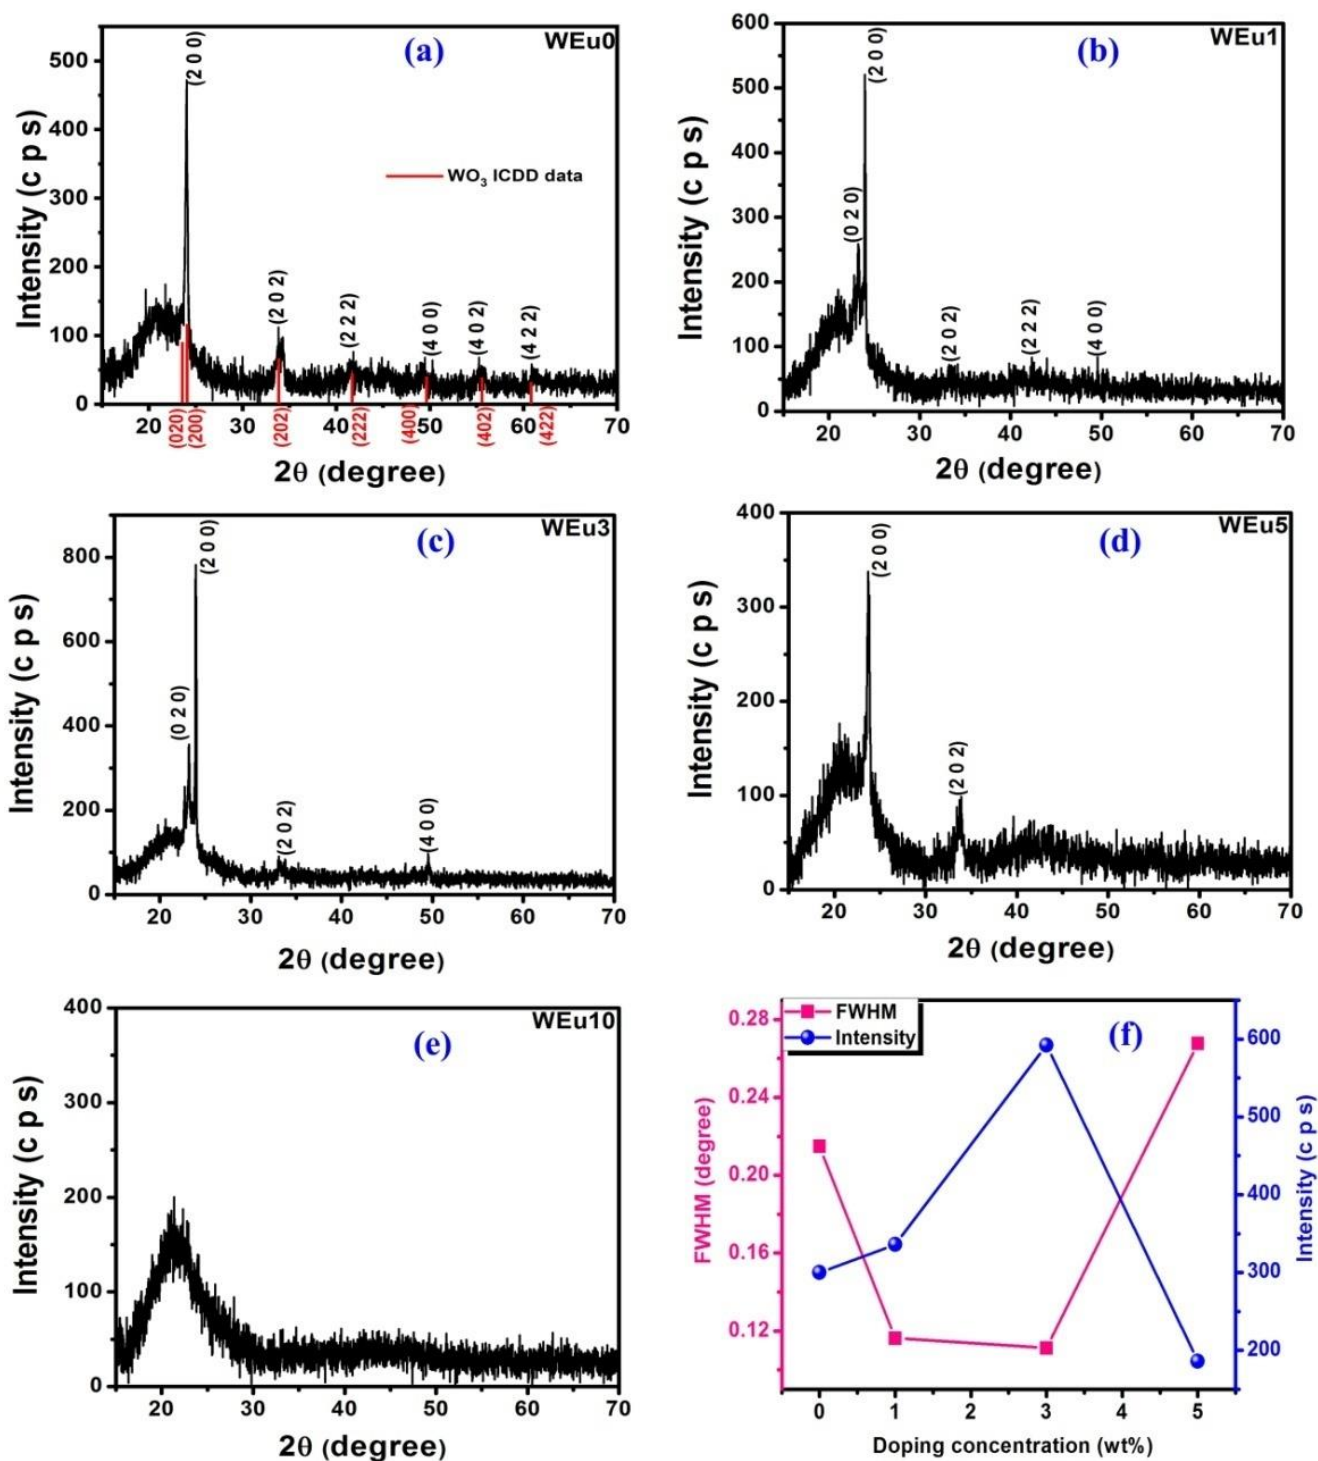 (a)
WEu0
(2 0 0)
WO₃ ICDD data
(2 0 2)
(2 2 2)
(4 0 0)
(4 0 2)
(4 2 2)
500
400
300
200
100
0
Intensity (c p s)
20 30 40 50 60 70
(020)
(200)
(202)
(222)
(400)
(402)
(422)
2θ (degree)
(b)
WEu1
(2 0 0)
(0 2 0)
(2 0 2)
(2 2 2)
(4 0 0)
600
500
400
300
200
100
0
Intensity (c p s)
20 30 40 50 60 70
2θ (degree)
(c)
WEu3
(2 0 0)
(0 2 0)
(2 0 2)
(4 0 0)
800
600
400
200
0
Intensity (c p s)
20 30 40 50 60 70
2θ (degree)
(d)
WEu5
(2 0 0)
(2 0 2)
400
300
200
100
0
Intensity (c p s)
20 30 40 50 60 70
2θ (degree)
(e)
WEu10
400
300
200
100
0
Intensity (c p s)
20 30 40 50 60 70
2θ (degree)
FWHM
Intensity
(f)
0.28
0.24
0.20
0.16
0.12
FWHM (degree)
600
500
400
300
200
Intensity (c p s)
0 1 2 3 4 5
Doping concentration (wt%)